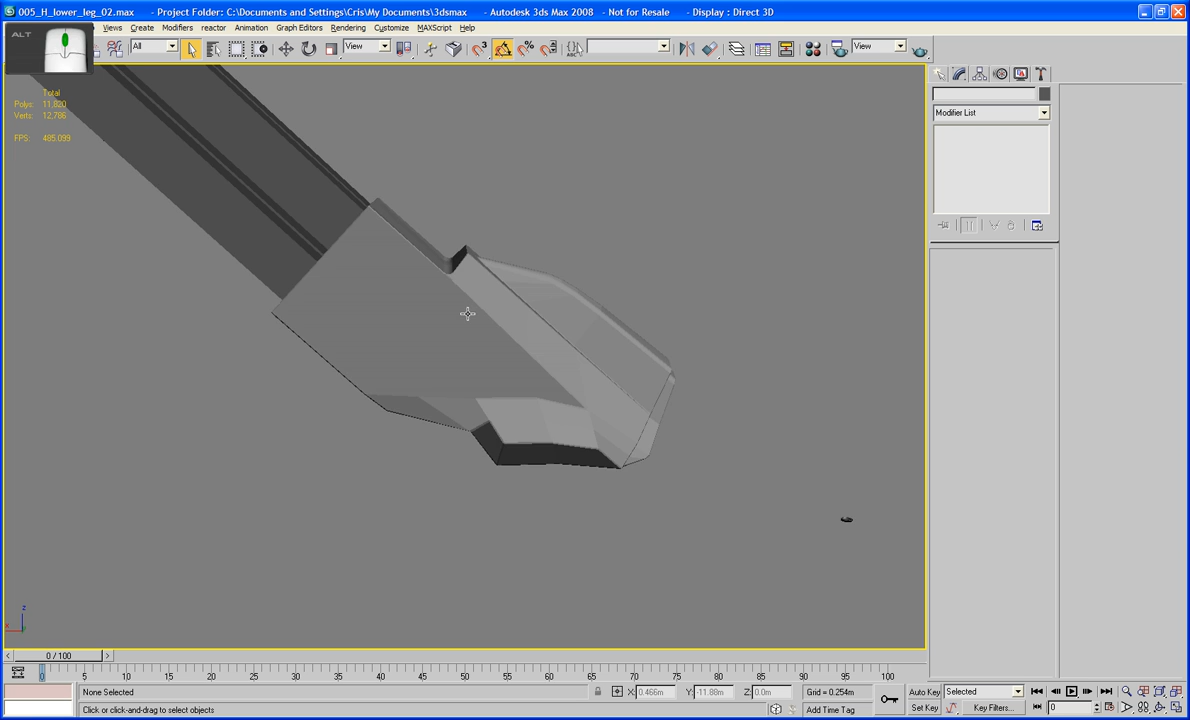 005_H_lower_leg_02.max - Project Folder: C:\Documents and Settings\Cris\My Documents\3dsmax - Autodesk 3ds Max 2008 - Not for Resale - Display : Direct 3D
ALT
Views Create Modifiers reactor Animation Graph Editors Rendering Customize MAXScript Help
All View View
Total
Polys: 11,820
Verts: 12,786
FPS: 485.099
Modifier List
z
x
0 / 100
0 5 10 15 20 25 30 35 40 45 50 55 60 65 70 75 80 85 90 95 100
None Selected X: 0.466m Y: -11.88m Z: 0.0m Grid = 0.254m Auto Key Selected
Click or click-and-drag to select objects Add Time Tag Set Key Key Filters... 0